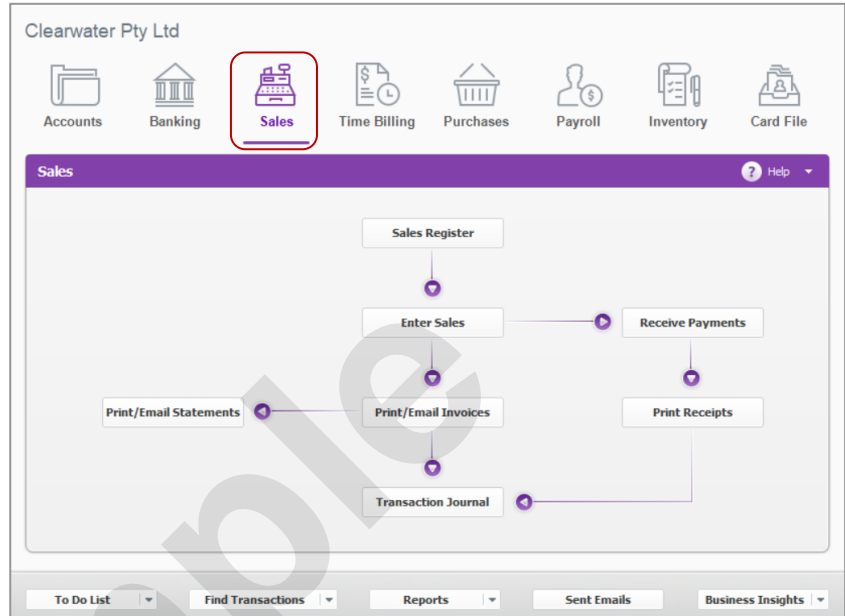 Clearwater Pty Ltd
Accounts Banking Sales Time Billing Purchases Payroll Inventory Card File
Sales ? Help
Sales Register
Enter Sales Receive Payments
Print/Email Statements Print/Email Invoices Print Receipts
Transaction Journal
To Do List Find Transactions Reports Sent Emails Business Insights